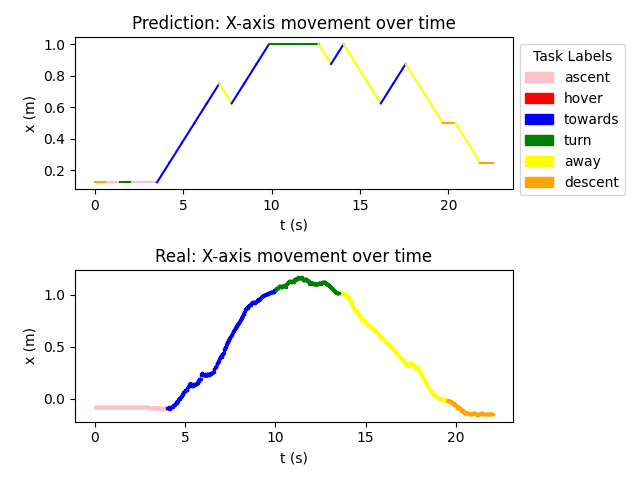 Prediction: X-axis movement over time
1.0
0.8
0.6
0.4
0.2
x (m)
0 5 10 15 20
t (s)
Task Labels
ascent
hover
towards
turn
away
descent
Real: X-axis movement over time
1.0
0.5
0.0
x (m)
0 5 10 15 20
t (s)